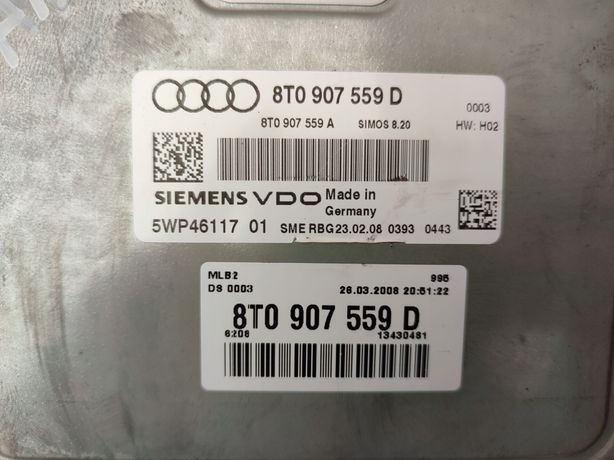 8T0 907 559 D
0003
8T0 907 559 A SIMOS 8.20 HW: H02
SIEMENS VDO Made in Germany
5WP46117 01 SME RBG23.02.08 0393 0443
MLB2 995
DS 0003 26.03.2008 20:51:22
8T0 907 559 D
6208 13430481